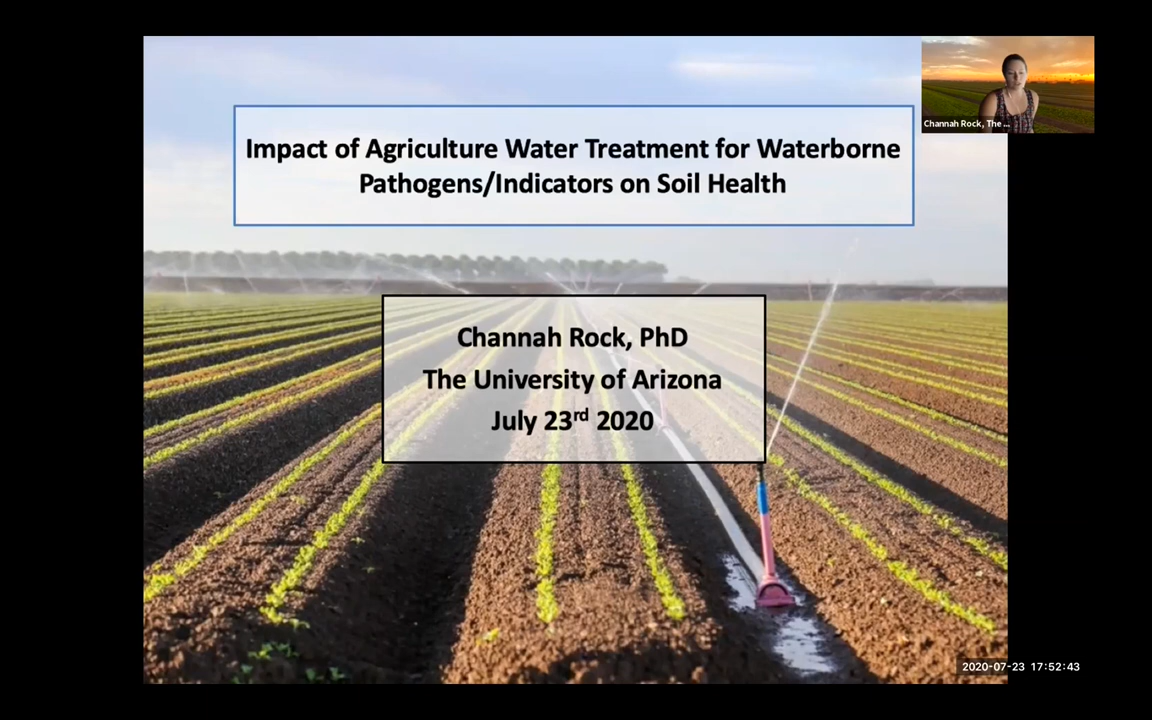 Impact of Agriculture Water Treatment for Waterborne
Pathogens/Indicators on Soil Health
Channah Rock, The ...
Channah Rock, PhD
The University of Arizona
July 23rd 2020
2020-07-23 17:52:43